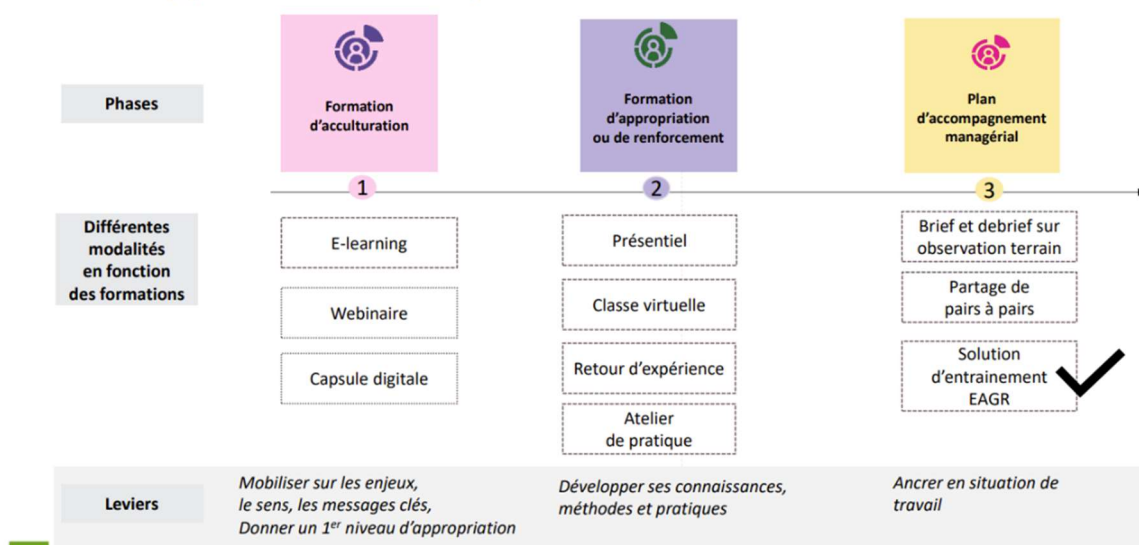 Phases
Formation
d'acculturation
Formation
d'appropriation
ou de renforcement
Plan
d'accompagnement
managérial
1
2
3
Différentes
modalités
en fonction
des formations
E-learning
Webinaire
Capsule digitale
Présentiel
Classe virtuelle
Retour d'expérience
Atelier
de pratique
Brief et debrief sur
observation terrain
Partage de
pairs à pairs
Solution
d'entrainement
EAGR
Leviers
Mobiliser sur les enjeux,
le sens, les messages clés,
Donner un 1er niveau d'appropriation
Développer ses connaissances,
méthodes et pratiques
Ancrer en situation de
travail